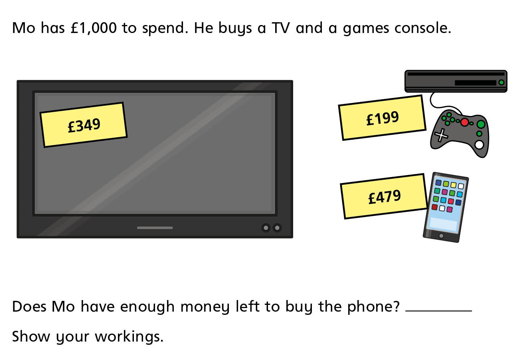 Mo has £1,000 to spend. He buys a TV and a games console.
£349
£199
£479
Does Mo have enough money left to buy the phone? ________
Show your workings.